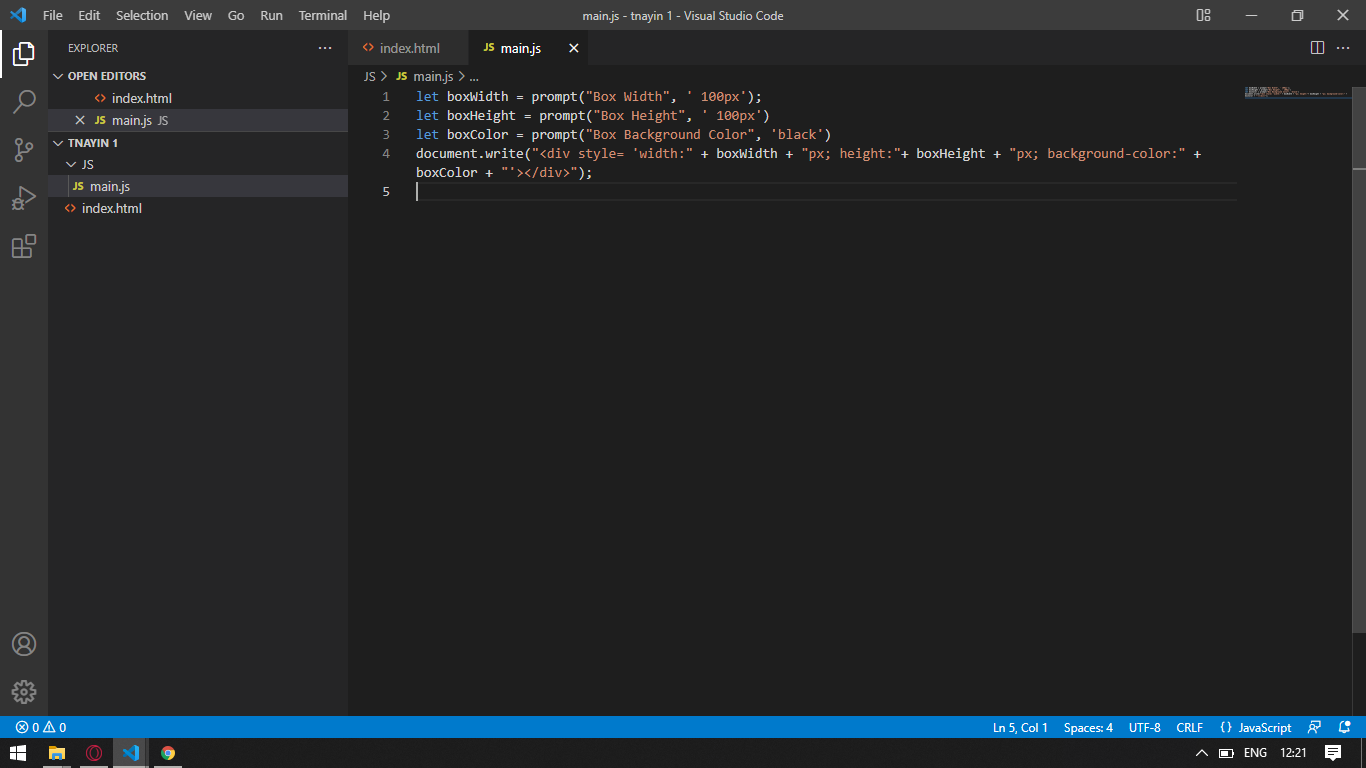 File Edit Selection View Go Run Terminal Help main.js - tnayin 1 - Visual Studio Code
EXPLORER
OPEN EDITORS
index.html
main.js JS
TNAYIN 1
JS
main.js
index.html
index.html JS main.js
JS > JS main.js > ...
1 let boxWidth = prompt("Box Width", ' 100px');
2 let boxHeight = prompt("Box Height", ' 100px')
3 let boxColor = prompt("Box Background Color", 'black')
4 document.write("<div style= 'width:" + boxWidth + "px; height:"+ boxHeight + "px; background-color:" +
boxColor + "'></div>");
5
0 0 Ln 5, Col 1 Spaces: 4 UTF-8 CRLF {} JavaScript
ENG 12:21